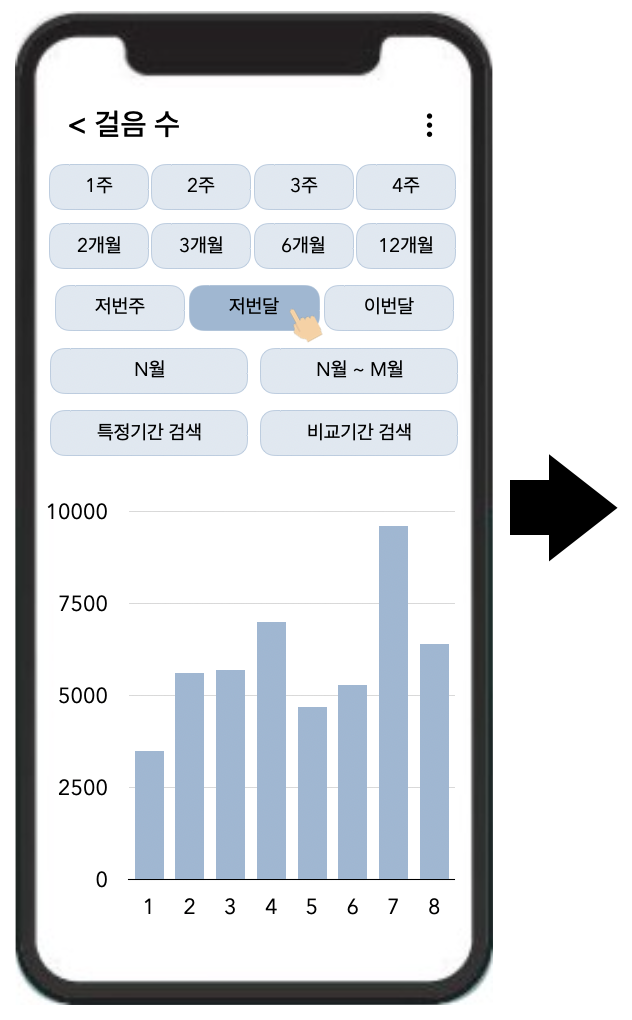 < 걸음 수
1주 2주 3주 4주
2개월 3개월 6개월 12개월
저번주 저번달 이번달
N월 N월 ~ M월
특정기간 검색 비교기간 검색
10000
7500
5000
2500
0
1 2 3 4 5 6 7 8